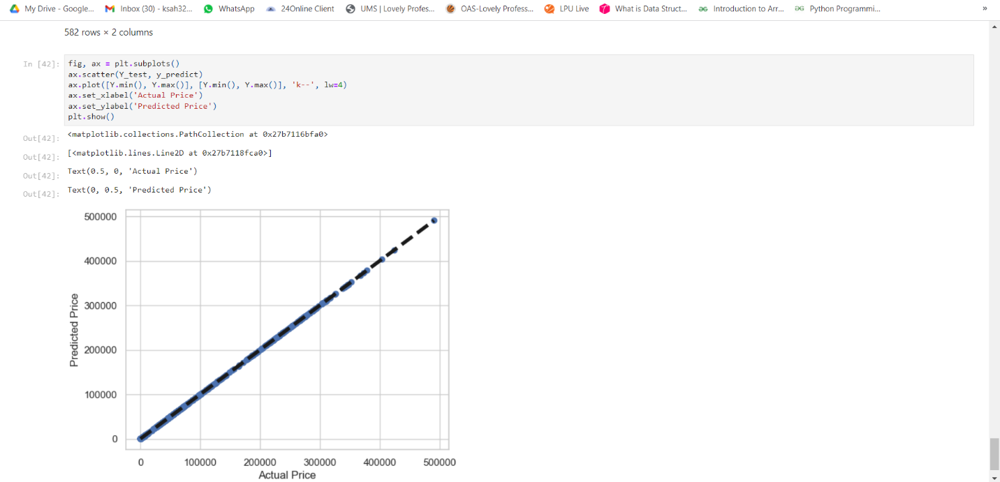 My Drive - Google... Inbox (30) - ksah32... WhatsApp 24Online Client UMS | Lovely Profes... OAS-Lovely Profess... LPU Live What is Data Struct... Introduction to Arr... Python Programmi... »
582 rows × 2 columns
In [42]: fig, ax = plt.subplots()
ax.scatter(Y_test, y_predict)
ax.plot([Y.min(), Y.max()], [Y.min(), Y.max()], 'k--', lw=4)
ax.set_xlabel('Actual Price')
ax.set_ylabel('Predicted Price')
plt.show()
Out[42]: <matplotlib.collections.PathCollection at 0x27b7116bfa0>
Out[42]: [<matplotlib.lines.Line2D at 0x27b7118fca0>]
Out[42]: Text(0.5, 0, 'Actual Price')
Out[42]: Text(0, 0.5, 'Predicted Price')
500000
400000
300000
200000
100000
0
Predicted Price
0 100000 200000 300000 400000 500000
Actual Price